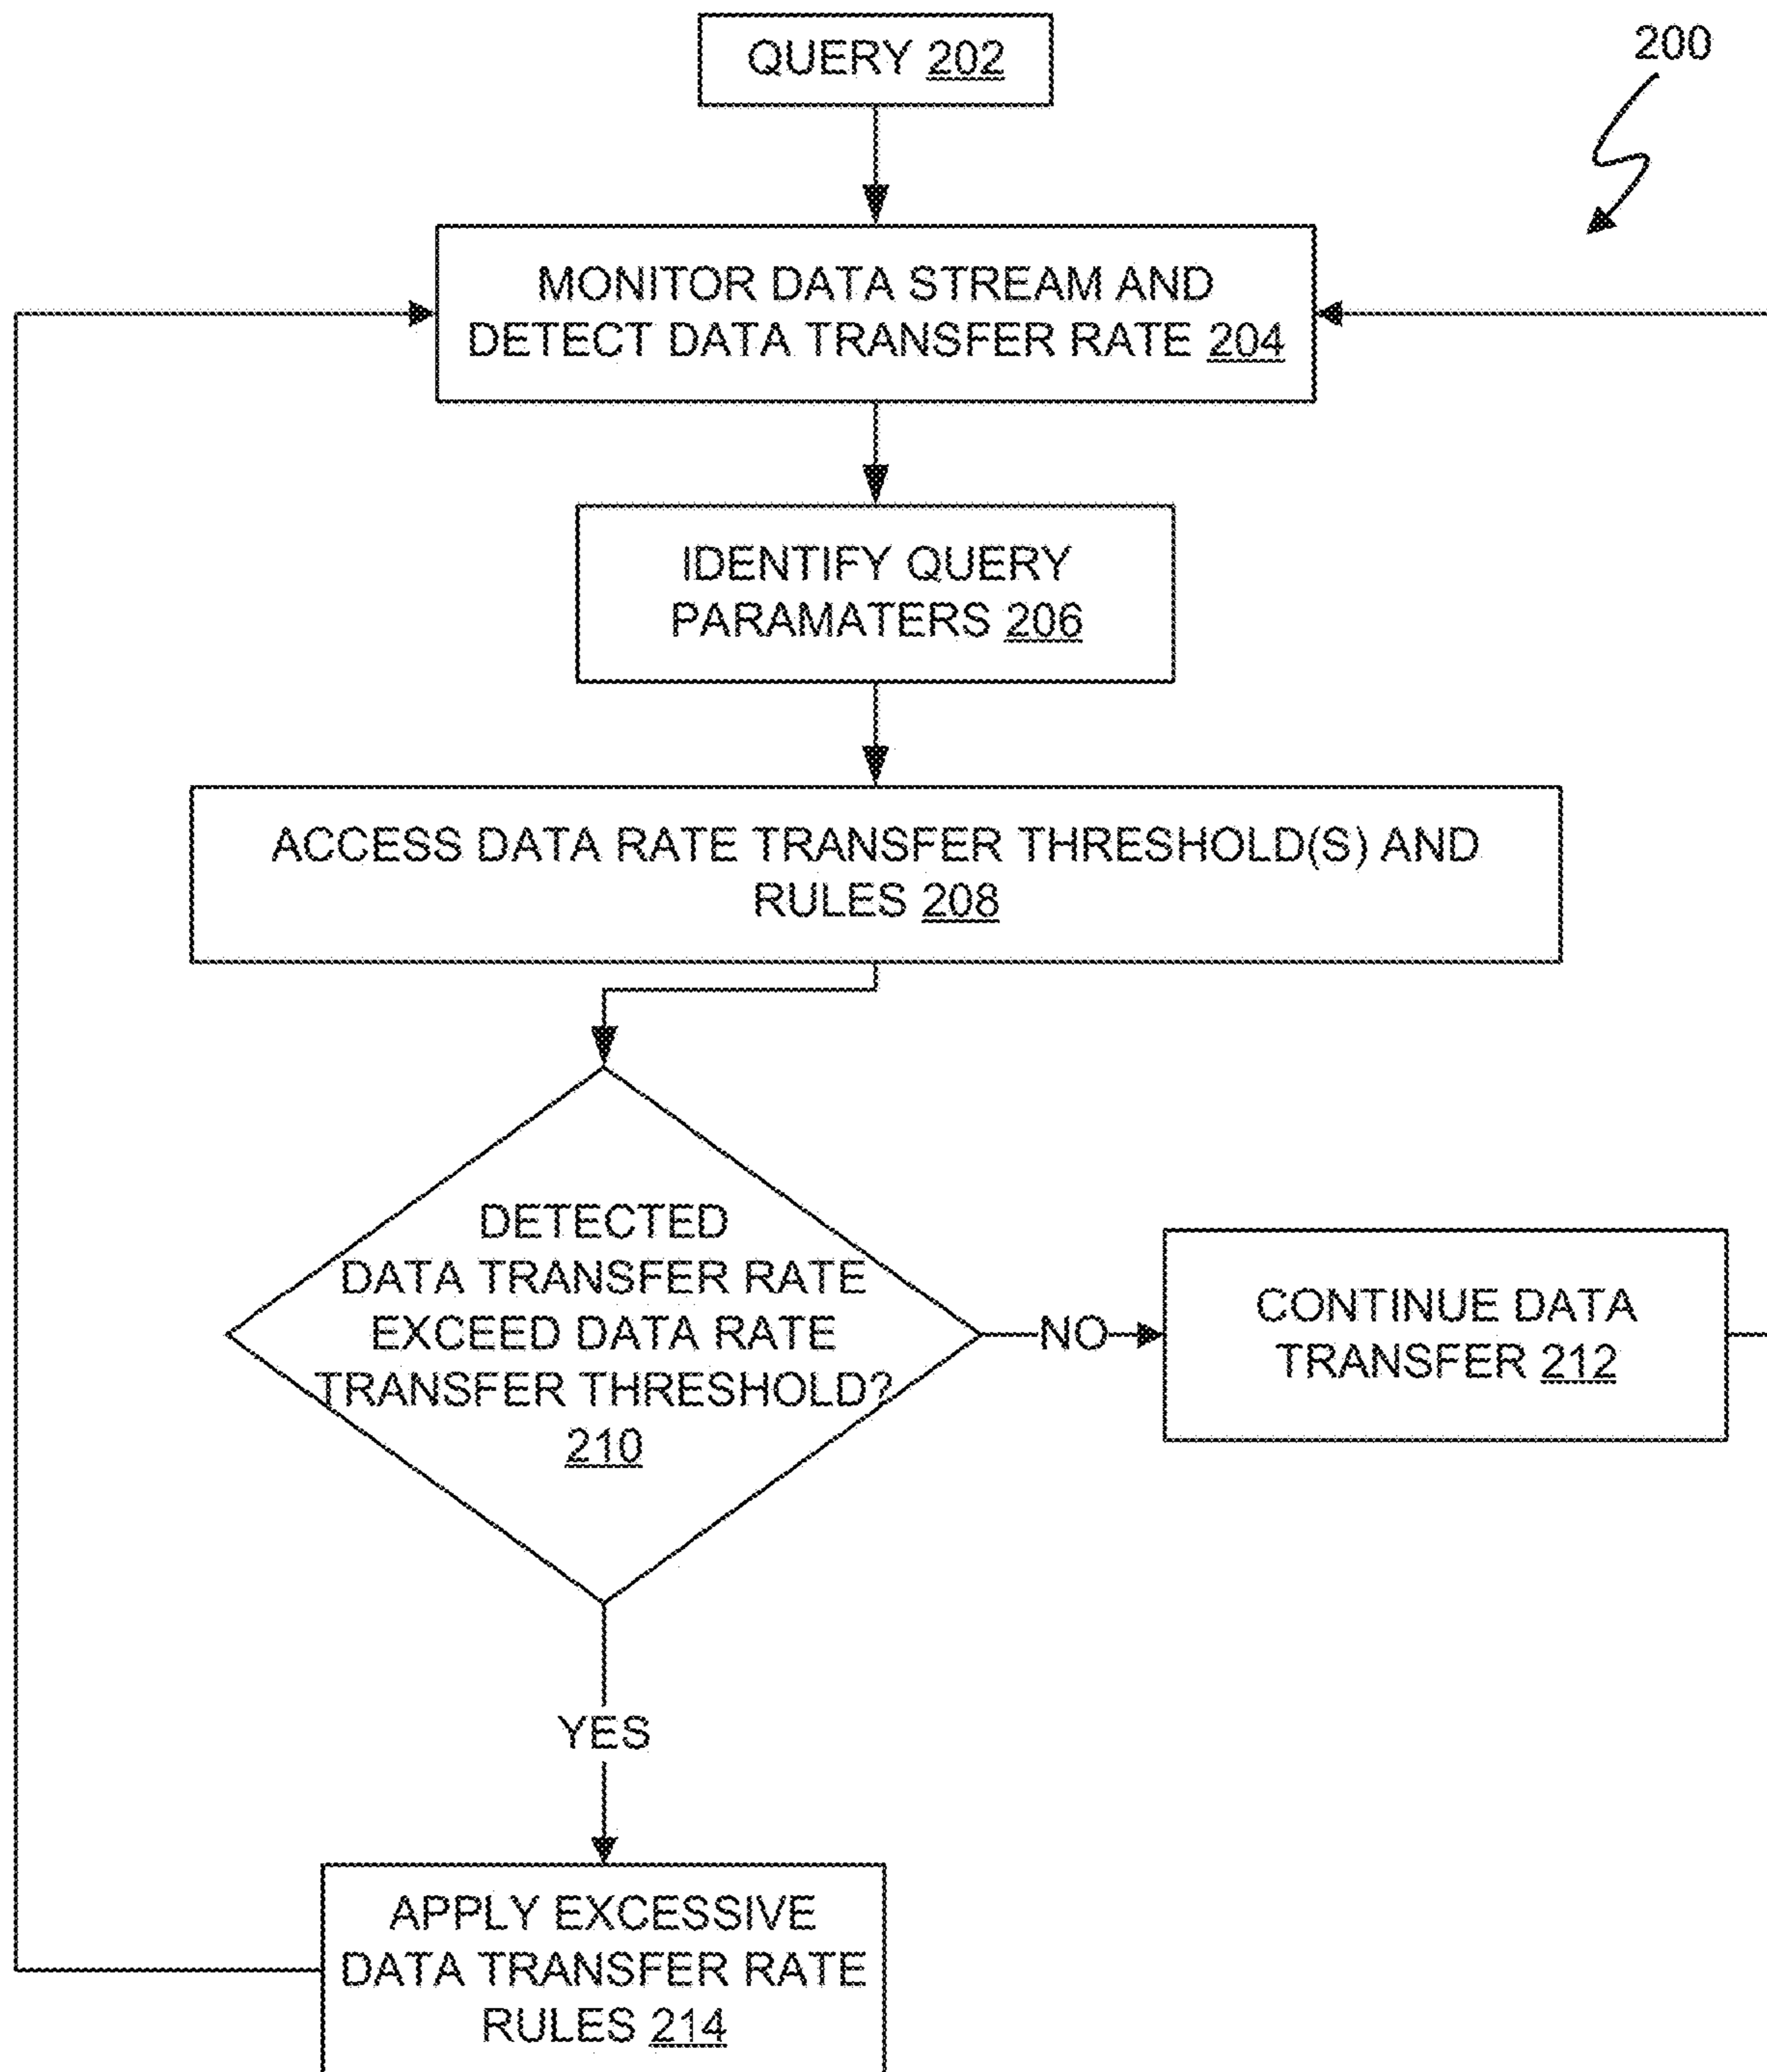 QUERY 202
200
MONITOR DATA STREAM AND
DETECT DATA TRANSFER RATE 204
IDENTIFY QUERY
PARAMATERS 206
ACCESS DATA RATE TRANSFER THRESHOLD(S) AND
RULES 208
DETECTED
DATA TRANSFER RATE
EXCEED DATA RATE
TRANSFER THRESHOLD?
210
NO
CONTINUE DATA
TRANSFER 212
YES
APPLY EXCESSIVE
DATA TRANSFER RATE
RULES 214